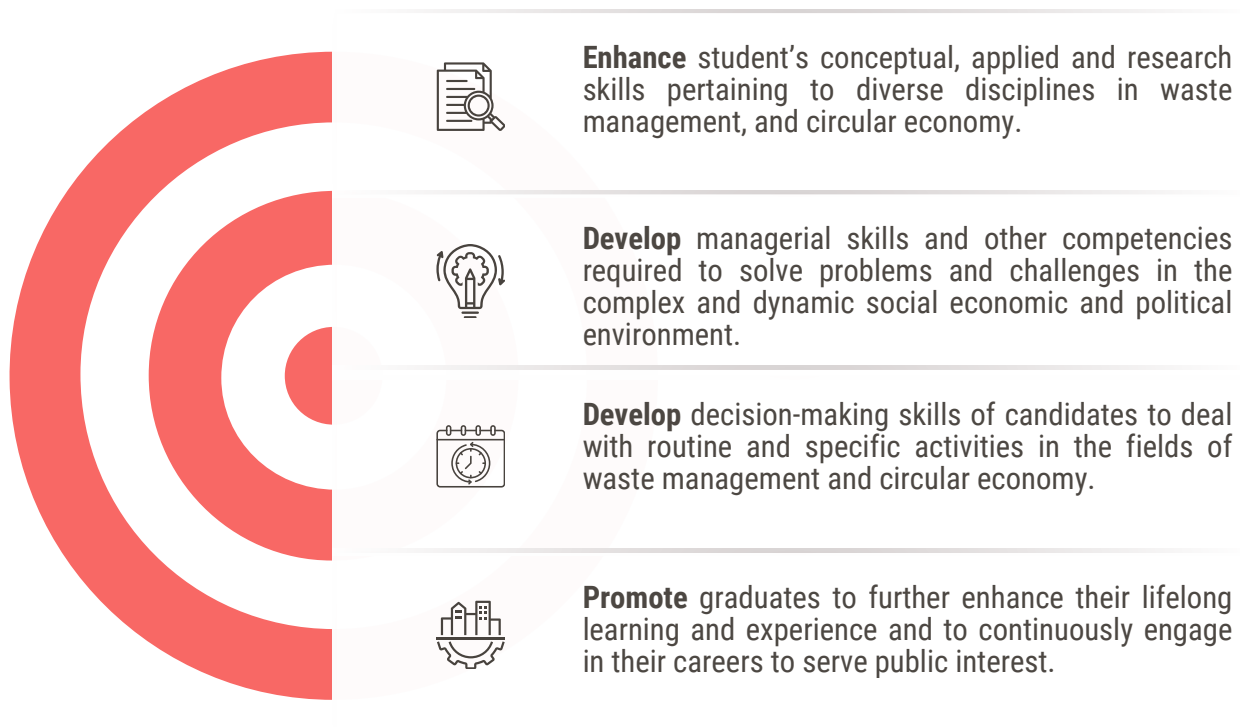 Enhance student’s conceptual, applied and research
skills pertaining to diverse disciplines in waste
management, and circular economy.
Develop managerial skills and other competencies
required to solve problems and challenges in the
complex and dynamic social economic and political
environment.
Develop decision-making skills of candidates to deal
with routine and specific activities in the fields of
waste management and circular economy.
Promote graduates to further enhance their lifelong
learning and experience and to continuously engage
in their careers to serve public interest.